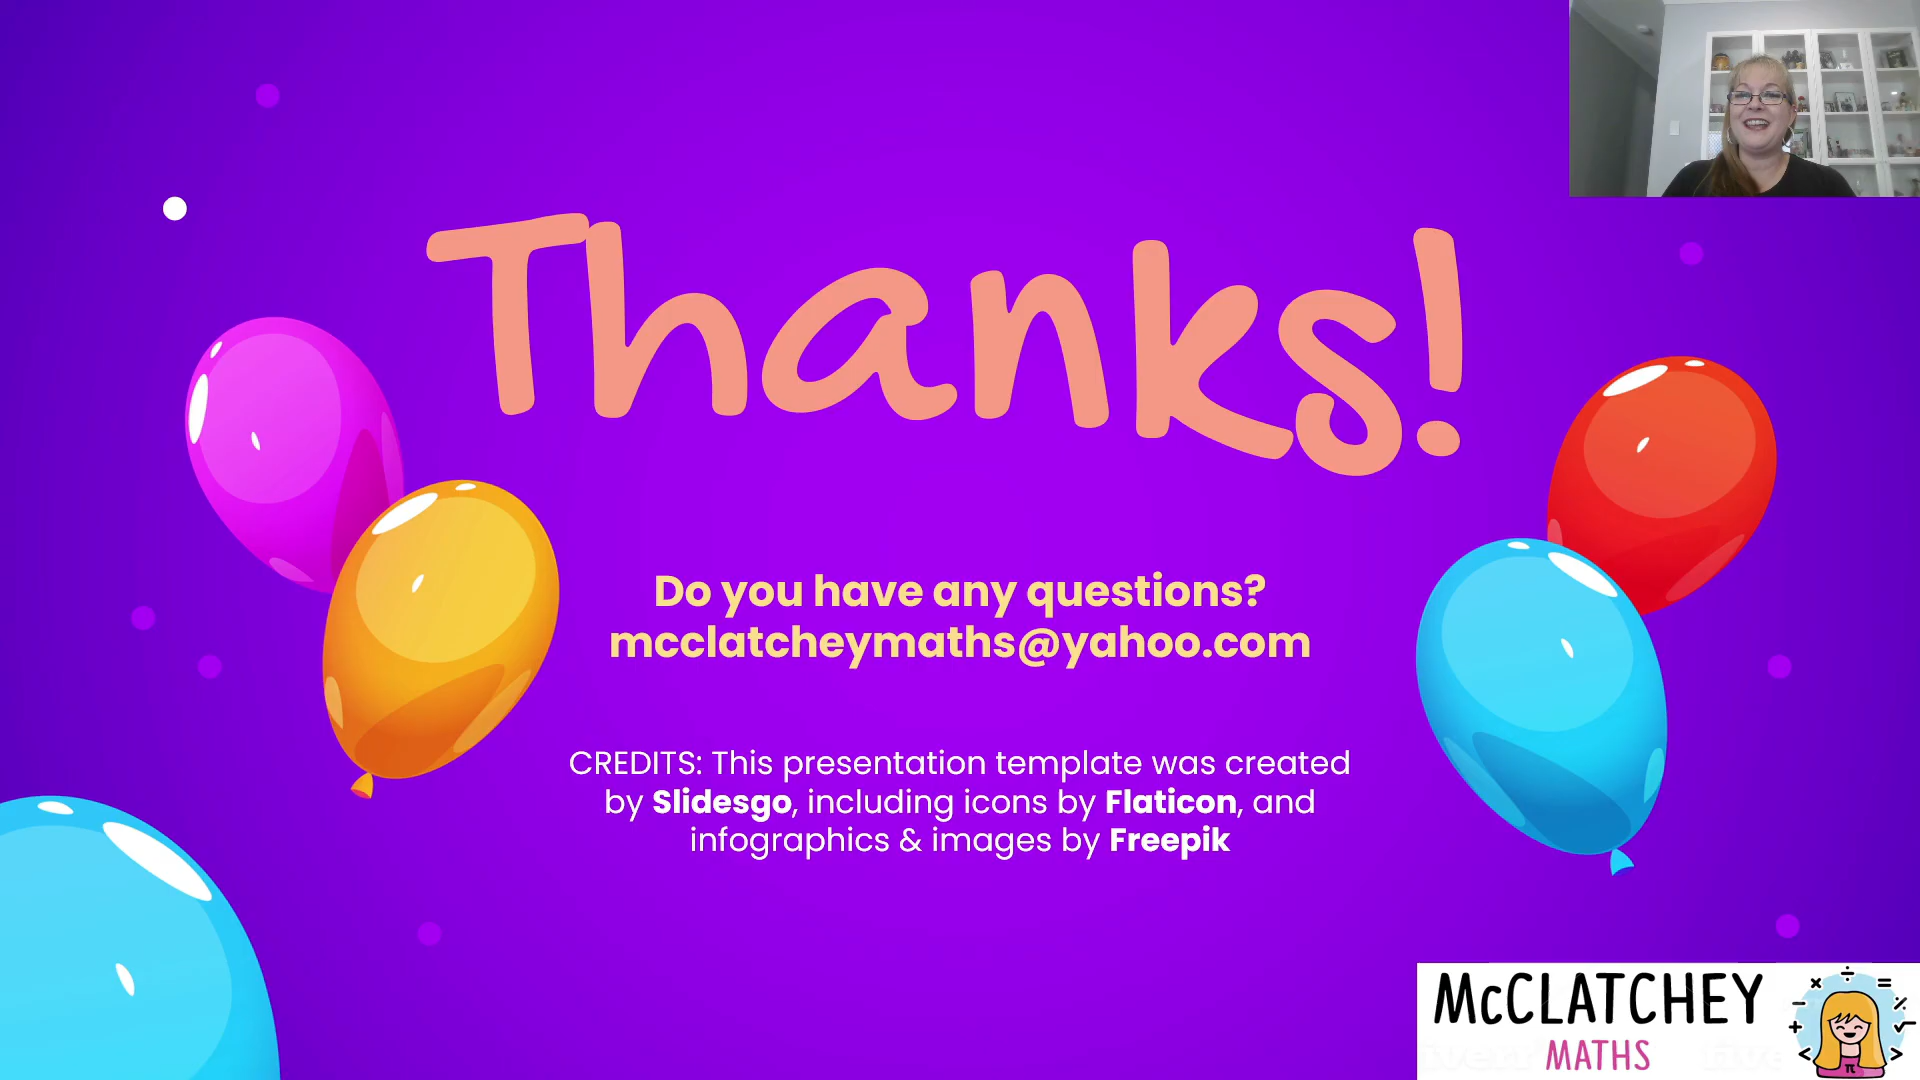 Thanks!
Do you have any questions?
mcclatcheymaths@yahoo.com
CREDITS: This presentation template was created
by Slidesgo, including icons by Flaticon, and
infographics & images by Freepik
McCLATCHEY
MATHS
π